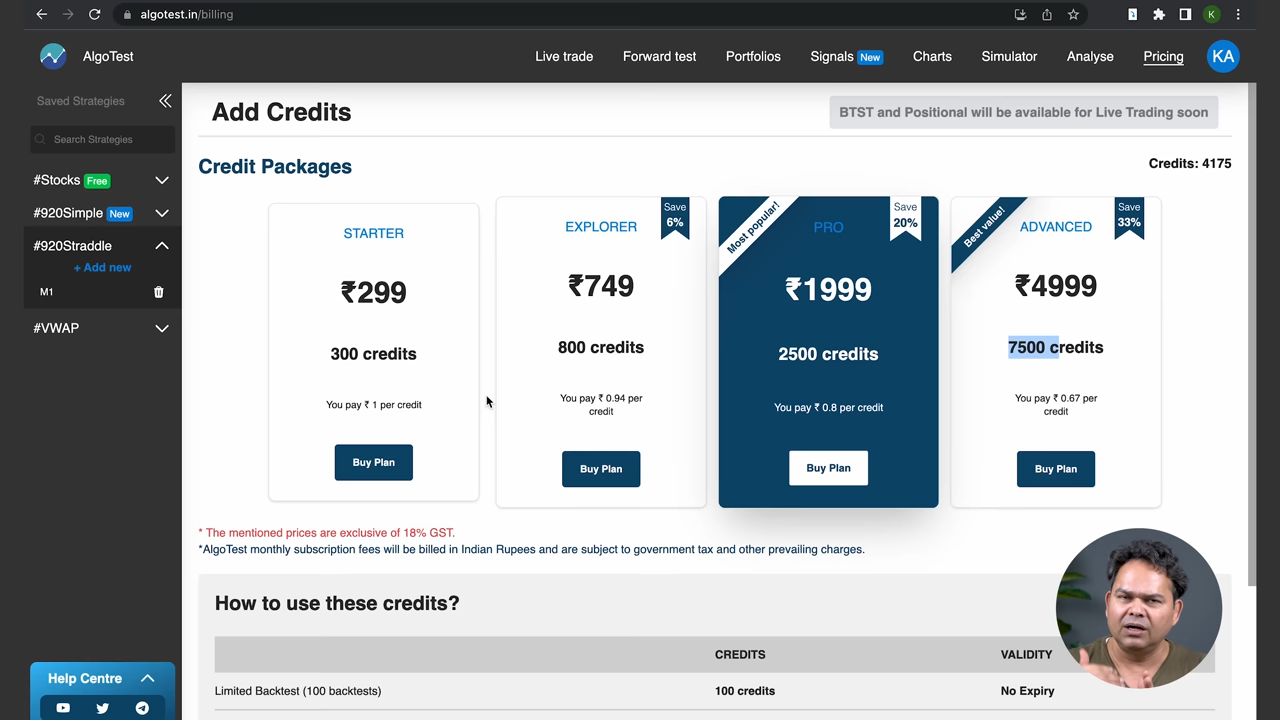 algotest.in/billing
K
AlgoTest
Live trade
Forward test
Portfolios
Signals New
Charts
Simulator
Analyse
Pricing
KA
Saved Strategies
Search Strategies
#Stocks Free
#920Simple New
#920Straddle
+ Add new
M1
#VWAP
Help Centre
Add Credits
BTST and Positional will be available for Live Trading soon
Credit Packages
Credits: 4175
STARTER
₹299
300 credits
You pay ₹ 1 per credit
Buy Plan
Save
6%
EXPLORER
₹749
800 credits
You pay ₹ 0.94 per
credit
Buy Plan
Most popular!
Save
20%
PRO
₹1999
2500 credits
You pay ₹ 0.8 per credit
Buy Plan
Best value!
Save
33%
ADVANCED
₹4999
7500 credits
You pay ₹ 0.67 per
credit
Buy Plan
* The mentioned prices are exclusive of 18% GST.
*AlgoTest monthly subscription fees will be billed in Indian Rupees and are subject to government tax and other prevailing charges.
How to use these credits?
CREDITS
VALIDITY
Limited Backtest (100 backtests)
100 credits
No Expiry